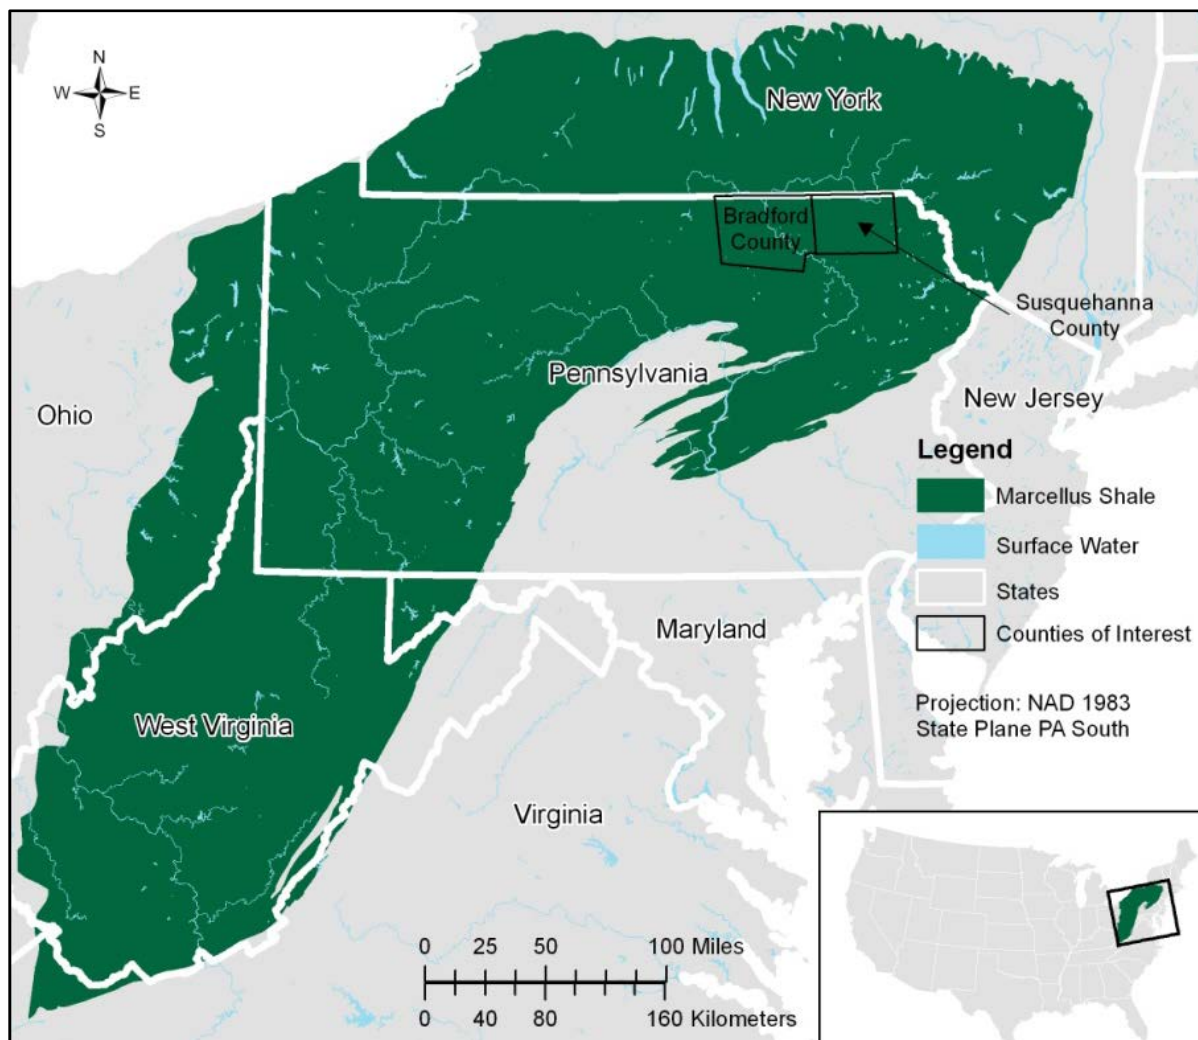 N
W E
S
New York
Bradford
County
Susquehanna
County
Pennsylvania
Ohio
New Jersey
Legend
Marcellus Shale
Surface Water
States
Counties of Interest
Projection: NAD 1983
State Plane PA South
Maryland
West Virginia
Virginia
0 25 50 100 Miles
0 40 80 160 Kilometers